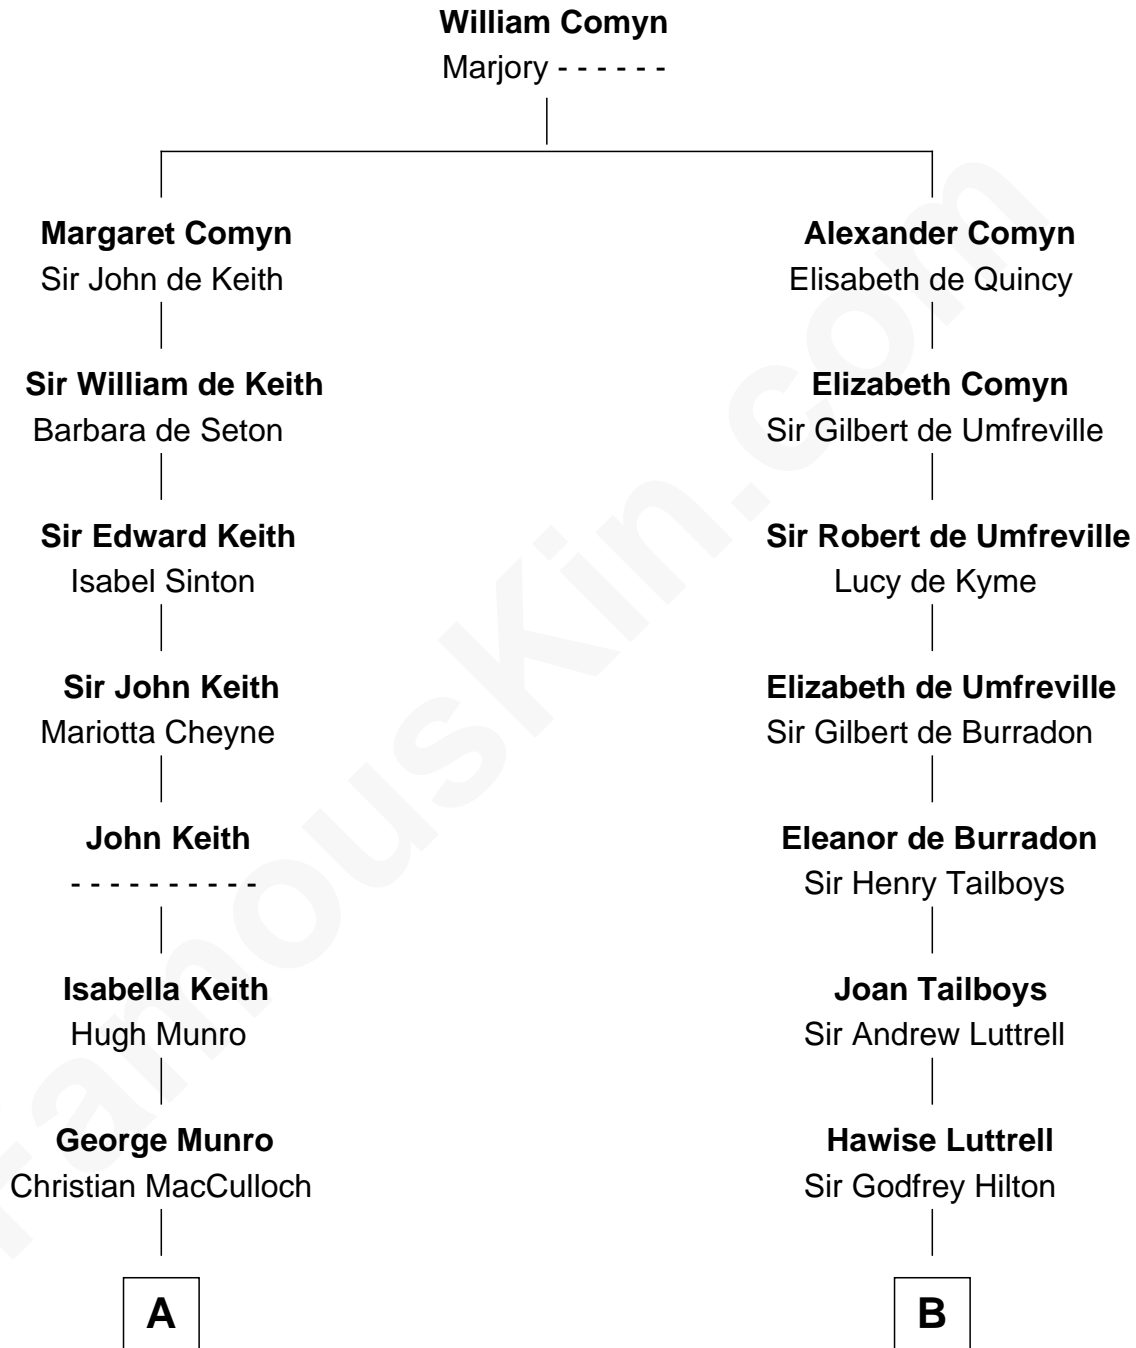 William Comyn
Marjory - - - - - -
Margaret Comyn
Sir John de Keith
Alexander Comyn
Elisabeth de Quincy
Sir William de Keith
Barbara de Seton
Elizabeth Comyn
Sir Gilbert de Umfreville
Sir Edward Keith
Isabel Sinton
Sir Robert de Umfreville
Lucy de Kyme
Sir John Keith
Mariotta Cheyne
Elizabeth de Umfreville
Sir Gilbert de Burradon
John Keith
- - - - - - - - - -
Eleanor de Burradon
Sir Henry Tailboys
Isabella Keith
Hugh Munro
Joan Tailboys
Sir Andrew Luttrell
George Munro
Christian MacCulloch
Hawise Luttrell
Sir Godfrey Hilton
A
B
FamousKin.com